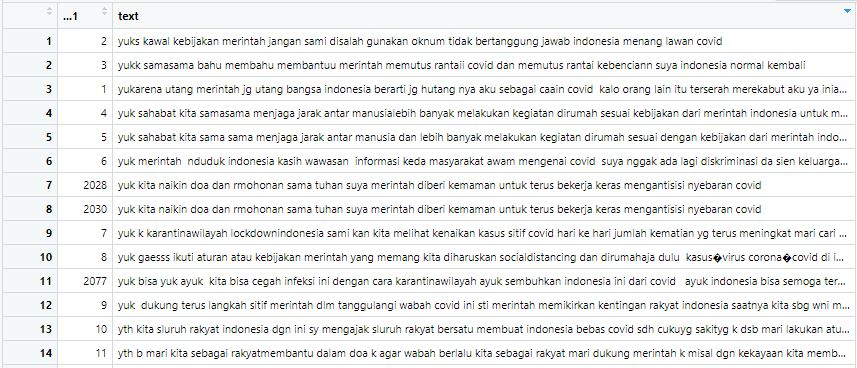 ...1 text
1 2 yuks kawal kebijakan merintah jangan sami disalah gunakan oknum tidak bertanggung jawab indonesia menang lawan covid
2 3 yukk samasama bahu membahu membantuu merintah memutus rantaii covid dan memutus rantai kebenciann suya indonesia normal kembali
3 1 yukarena utang merintah jg utang bangsa indonesia berarti jg hutang nya aku sebagai caain covid kalo orang lain itu terserah merekabut aku ya inia...
4 4 yuk sahabat kita samasama menjaga jarak antar manusialebih banyak melakukan kegiatan dirumah sesuai kebijakan dari merintah indonesia untuk m...
5 5 yuk sahabat kita sama sama menjaga jarak antar manusia dan lebih banyak melakukan kegiatan dirumah sesuai dengan kebijakan dari merintah indo...
6 6 yuk merintah nduduk indonesia kasih wawasan informasi keda masyarakat awam mengenai covid suya nggak ada lagi diskriminasi da sien keluarga...
7 2028 yuk kita naikin doa dan rmohonan sama tuhan suya merintah diberi kemaman untuk terus bekerja keras mengantisisi nyebaran covid
8 2030 yuk kita naikin doa dan rmohonan sama tuhan suya merintah diberi kemaman untuk terus bekerja keras mengantisisi nyebaran covid
9 7 yuk k karantinawilayah lockdownindonesia sami kan kita melihat kenaikan kasus sitif covid hari ke hari jumlah kematian yg terus meningkat mari cari ...
10 8 yuk gaesss ikuti aturan atau kebijakan merintah yang memang kita diharuskan socialdistancing dan dirumahaja dulu kasus�virus corona�covid di i...
11 2077 yuk bisa yuk ayuk kita bisa cegah infeksi ini dengan cara karantinawilayah ayuk sembuhkan indonesia ini dari covid ayuk indonesia bisa semoga ter...
12 9 yuk dukung terus langkah sitif merintah dlm tanggulangi wabah covid ini sti merintah memikirkan kentingan rakyat indonesia saatnya kita sbg wni m...
13 10 yth kita sluruh rakyat indonesia dgn ini sy mengajak sluruh rakyat bersatu membuat indonesia bebas covid sdh cukuyg sakityg k dsb mari lakukan atu...
14 11 yth b mari kita sebagai rakyatmembantu dalam doa k agar wabah berlalu kita sebagai rakyat mari dukung merintah k misal dgn kekayaan kita memb...